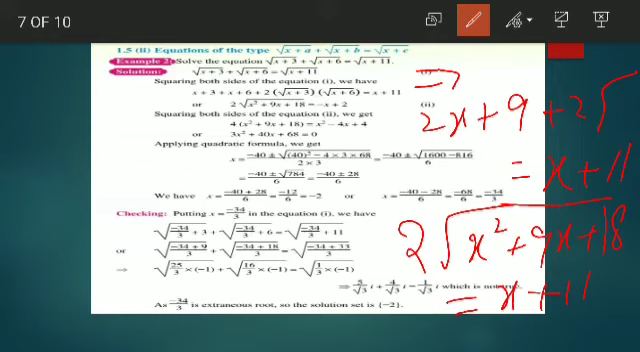 7 OF 10
1.5 (ii) Equations of the type √x + a + √x + b = √x + c
Example 2: Solve the equation √x + 3 + √x + 6 = √x + 11.
Solution: √x + 3 + √x + 6 = √x + 11 (i)
Squaring both sides of the equation (i), we have
x + 3 + x + 6 + 2 (√x + 3) (√x + 6) = x + 11
or 2 √x² + 9x + 18 = −x + 2 (ii)
Squaring both sides of the equation (ii), we get
4 (x² + 9x + 18) = x² − 4x + 4
or 3x² + 40x + 68 = 0
Applying quadratic formula, we get
x = −40 ± √(40)² − 4 × 3 × 68 / 2 × 3 = −40 ± √1600 − 816 / 6
= −40 ± √784 / 6 = −40 ± 28 / 6
We have x = −40 + 28 / 6 = −12 / 6 = −2 or x = −40 − 28 / 6 = −68 / 6 = −34 / 3
Checking: Putting x = −34 / 3 in the equation (i), we have
√−34 / 3 + 3 + √−34 / 3 + 6 = √−34 / 3 + 11
or √−34 + 9 / 3 + √−34 + 18 / 3 = √−34 + 33 / 3
⇒ √25 / 3 × (−1) + √16 / 3 × (−1) = √1 / 3 × (−1)
⇒ 5 / √3 i + 4 / √3 i = 1 / √3 i which is not true.
As −34 / 3 is extraneous root, so the solution set is {−2}.
⇒
2x + 9 + 2√
= x + 11
2√x² + 9x + 18
= x + 11